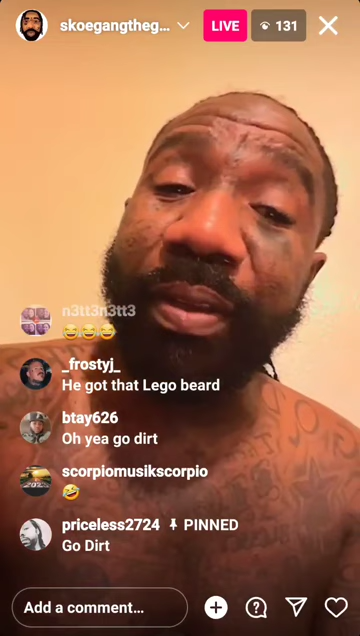 skoegangtheg...
LIVE
131
n3tt3n3tt3
😂😂😂
_frostyj_
He got that Lego beard
btay626
Oh yea go dirt
scorpiomusikscorpio
🤣
priceless2724 PINNED
Go Dirt
Add a comment...